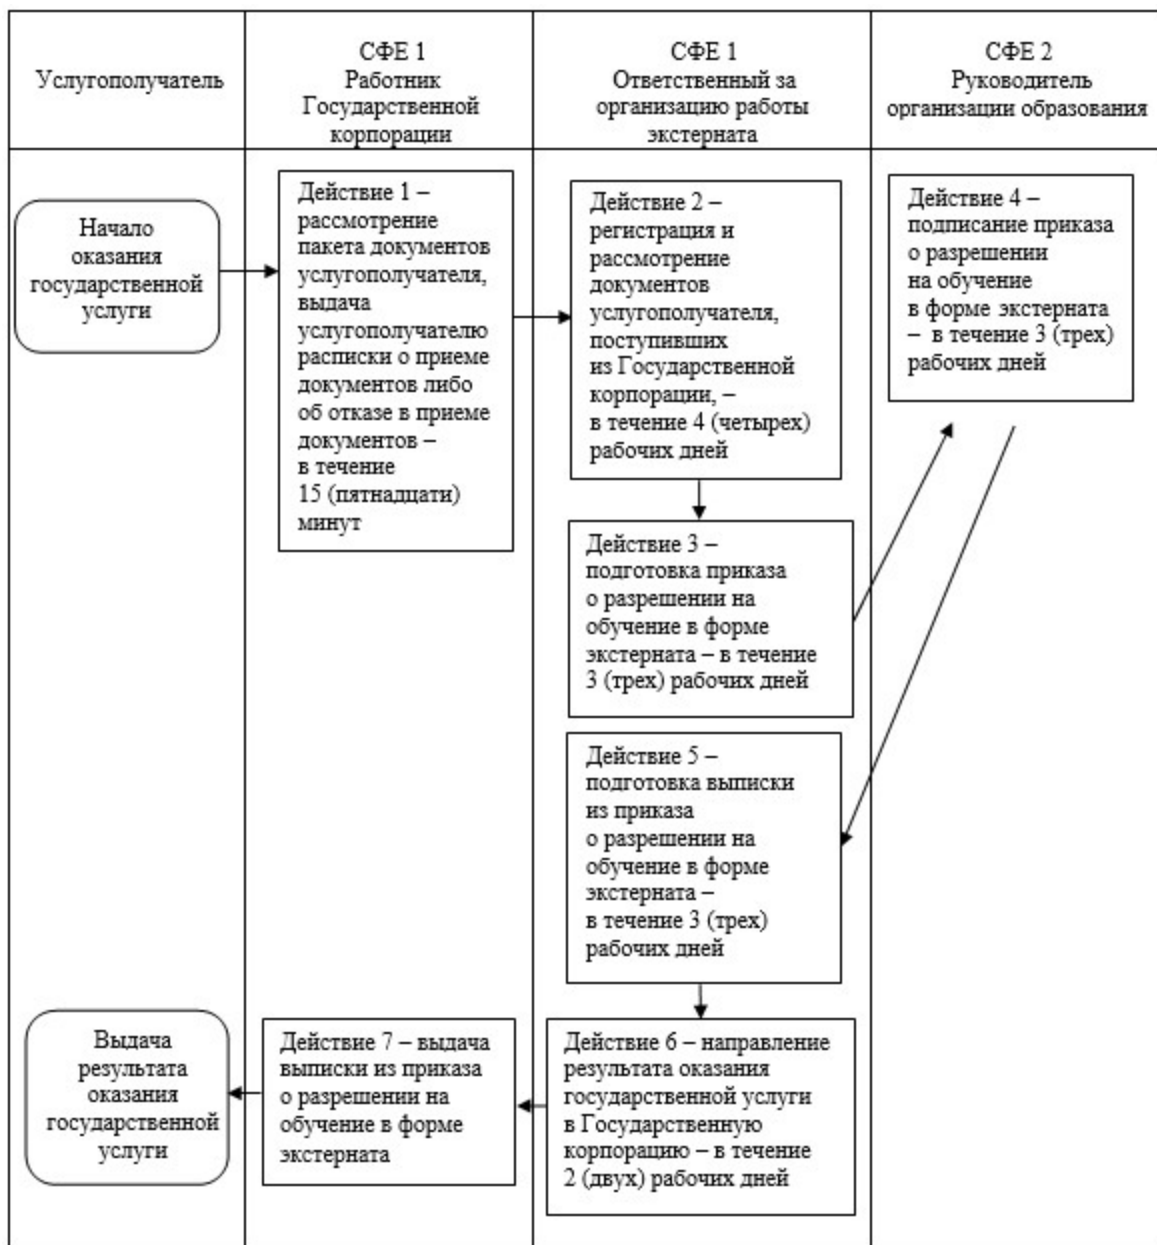 Услугополучатель
СФЕ 1
Работник
Государственной
корпорации
СФЕ 1
Ответственный за
организацию работы
экстерната
СФЕ 2
Руководитель
организации образования
Начало
оказания
государственной
услуги
Действие 1 –
рассмотрение
пакета документов
услугополучателя,
выдача
услугополучателю
расписки о приеме
документов либо
об отказе в приеме
документов –
в течение
15 (пятнадцати)
минут
Действие 2 –
регистрация и
рассмотрение
документов
услугополучателя,
поступивших
из Государственной
корпорации, –
в течение 4 (четырех)
рабочих дней
Действие 3 –
подготовка приказа
о разрешении на
обучение в форме
экстерната – в течение
3 (трех) рабочих дней
Действие 4 –
подписание приказа
о разрешении
на обучение
в форме экстерната
– в течение 3 (трех)
рабочих дней
Действие 5 –
подготовка выписки
из приказа
о разрешении на
обучение в форме
экстерната –
в течение 3 (трех)
рабочих дней
Действие 6 – направление
результата оказания
государственной услуги
в Государственную
корпорацию – в течение
2 (двух) рабочих дней
Действие 7 – выдача
выписки из приказа
о разрешении на
обучение в форме
экстерната
Выдача
результата
оказания
государственной
услуги